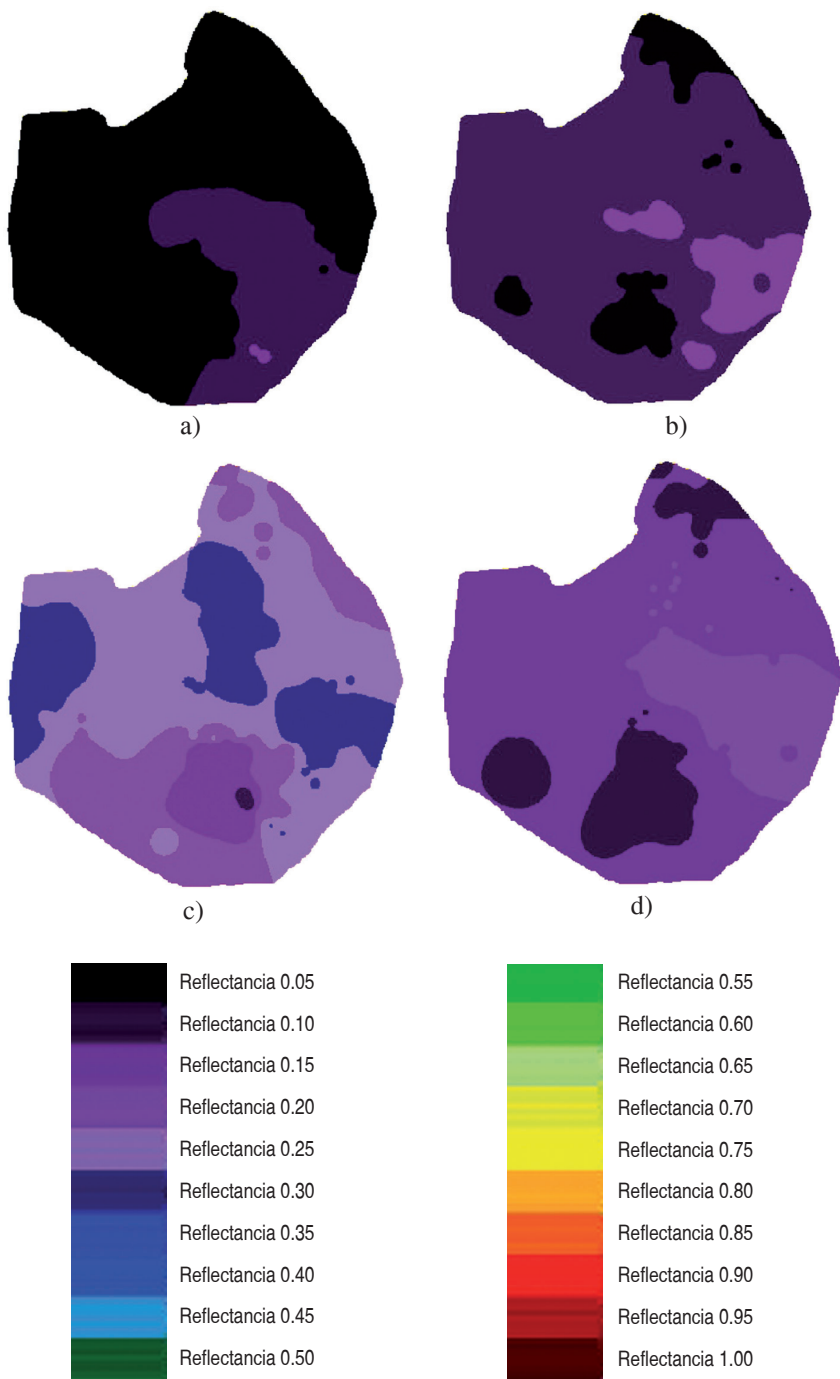 a)
b)
c)
d)
Reflectancia 0.05
Reflectancia 0.10
Reflectancia 0.15
Reflectancia 0.20
Reflectancia 0.25
Reflectancia 0.30
Reflectancia 0.35
Reflectancia 0.40
Reflectancia 0.45
Reflectancia 0.50
Reflectancia 0.55
Reflectancia 0.60
Reflectancia 0.65
Reflectancia 0.70
Reflectancia 0.75
Reflectancia 0.80
Reflectancia 0.85
Reflectancia 0.90
Reflectancia 0.95
Reflectancia 1.00